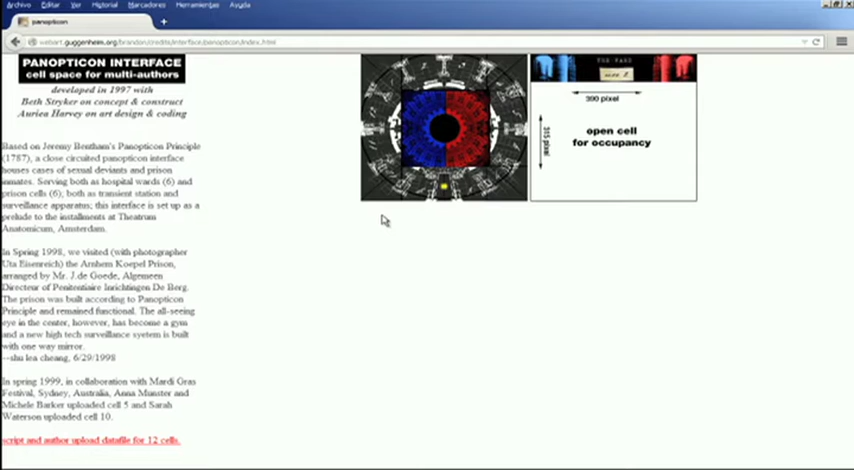 Archivo Editar Ver Historial Marcadores Herramientas Ayuda
panopticon
webart.guggenheim.org/brandon/credits/interface/panopticon/index.html
PANOPTICON INTERFACE
cell space for multi-authors
developed in 1997 with
Beth Stryker on concept & construct
Auriea Harvey on art design & coding
Based on Jeremy Bentham's Panopticon Principle
(1787), a close circuited panopticon interface
houses cases of sexual deviants and prison
inmates. Serving both as hospital wards (6) and
prison cells (6); both as transient station and
surveillance apparatus; this interface is set up as a
prelude to the installments at Theatrum
Anatomicum, Amsterdam.
In Spring 1998, we visited (with photographer
Uta Eisenreich) the Arnhem Koepel Prison,
arranged by Mr. J.de Goede, Algemeen
Directeur of Penitentiaire Inrichtingen De Berg.
The prison was built according to Panopticon
Principle and remained functional. The all-seeing
eye in the center, however, has become a gym
and a new high tech surveillance system is built
with one way mirror.
--shu lea cheang, 6/29/1998
In spring 1999, in collaboration with Mardi Gras
Festival, Sydney, Australia, Anna Munster and
Michele Barker uploaded cell 5 and Sarah
Waterson uploaded cell 10.
script and author upload datafile for 12 cells.
THE WARD
390 pixel
315 pixel
open cell
for occupancy